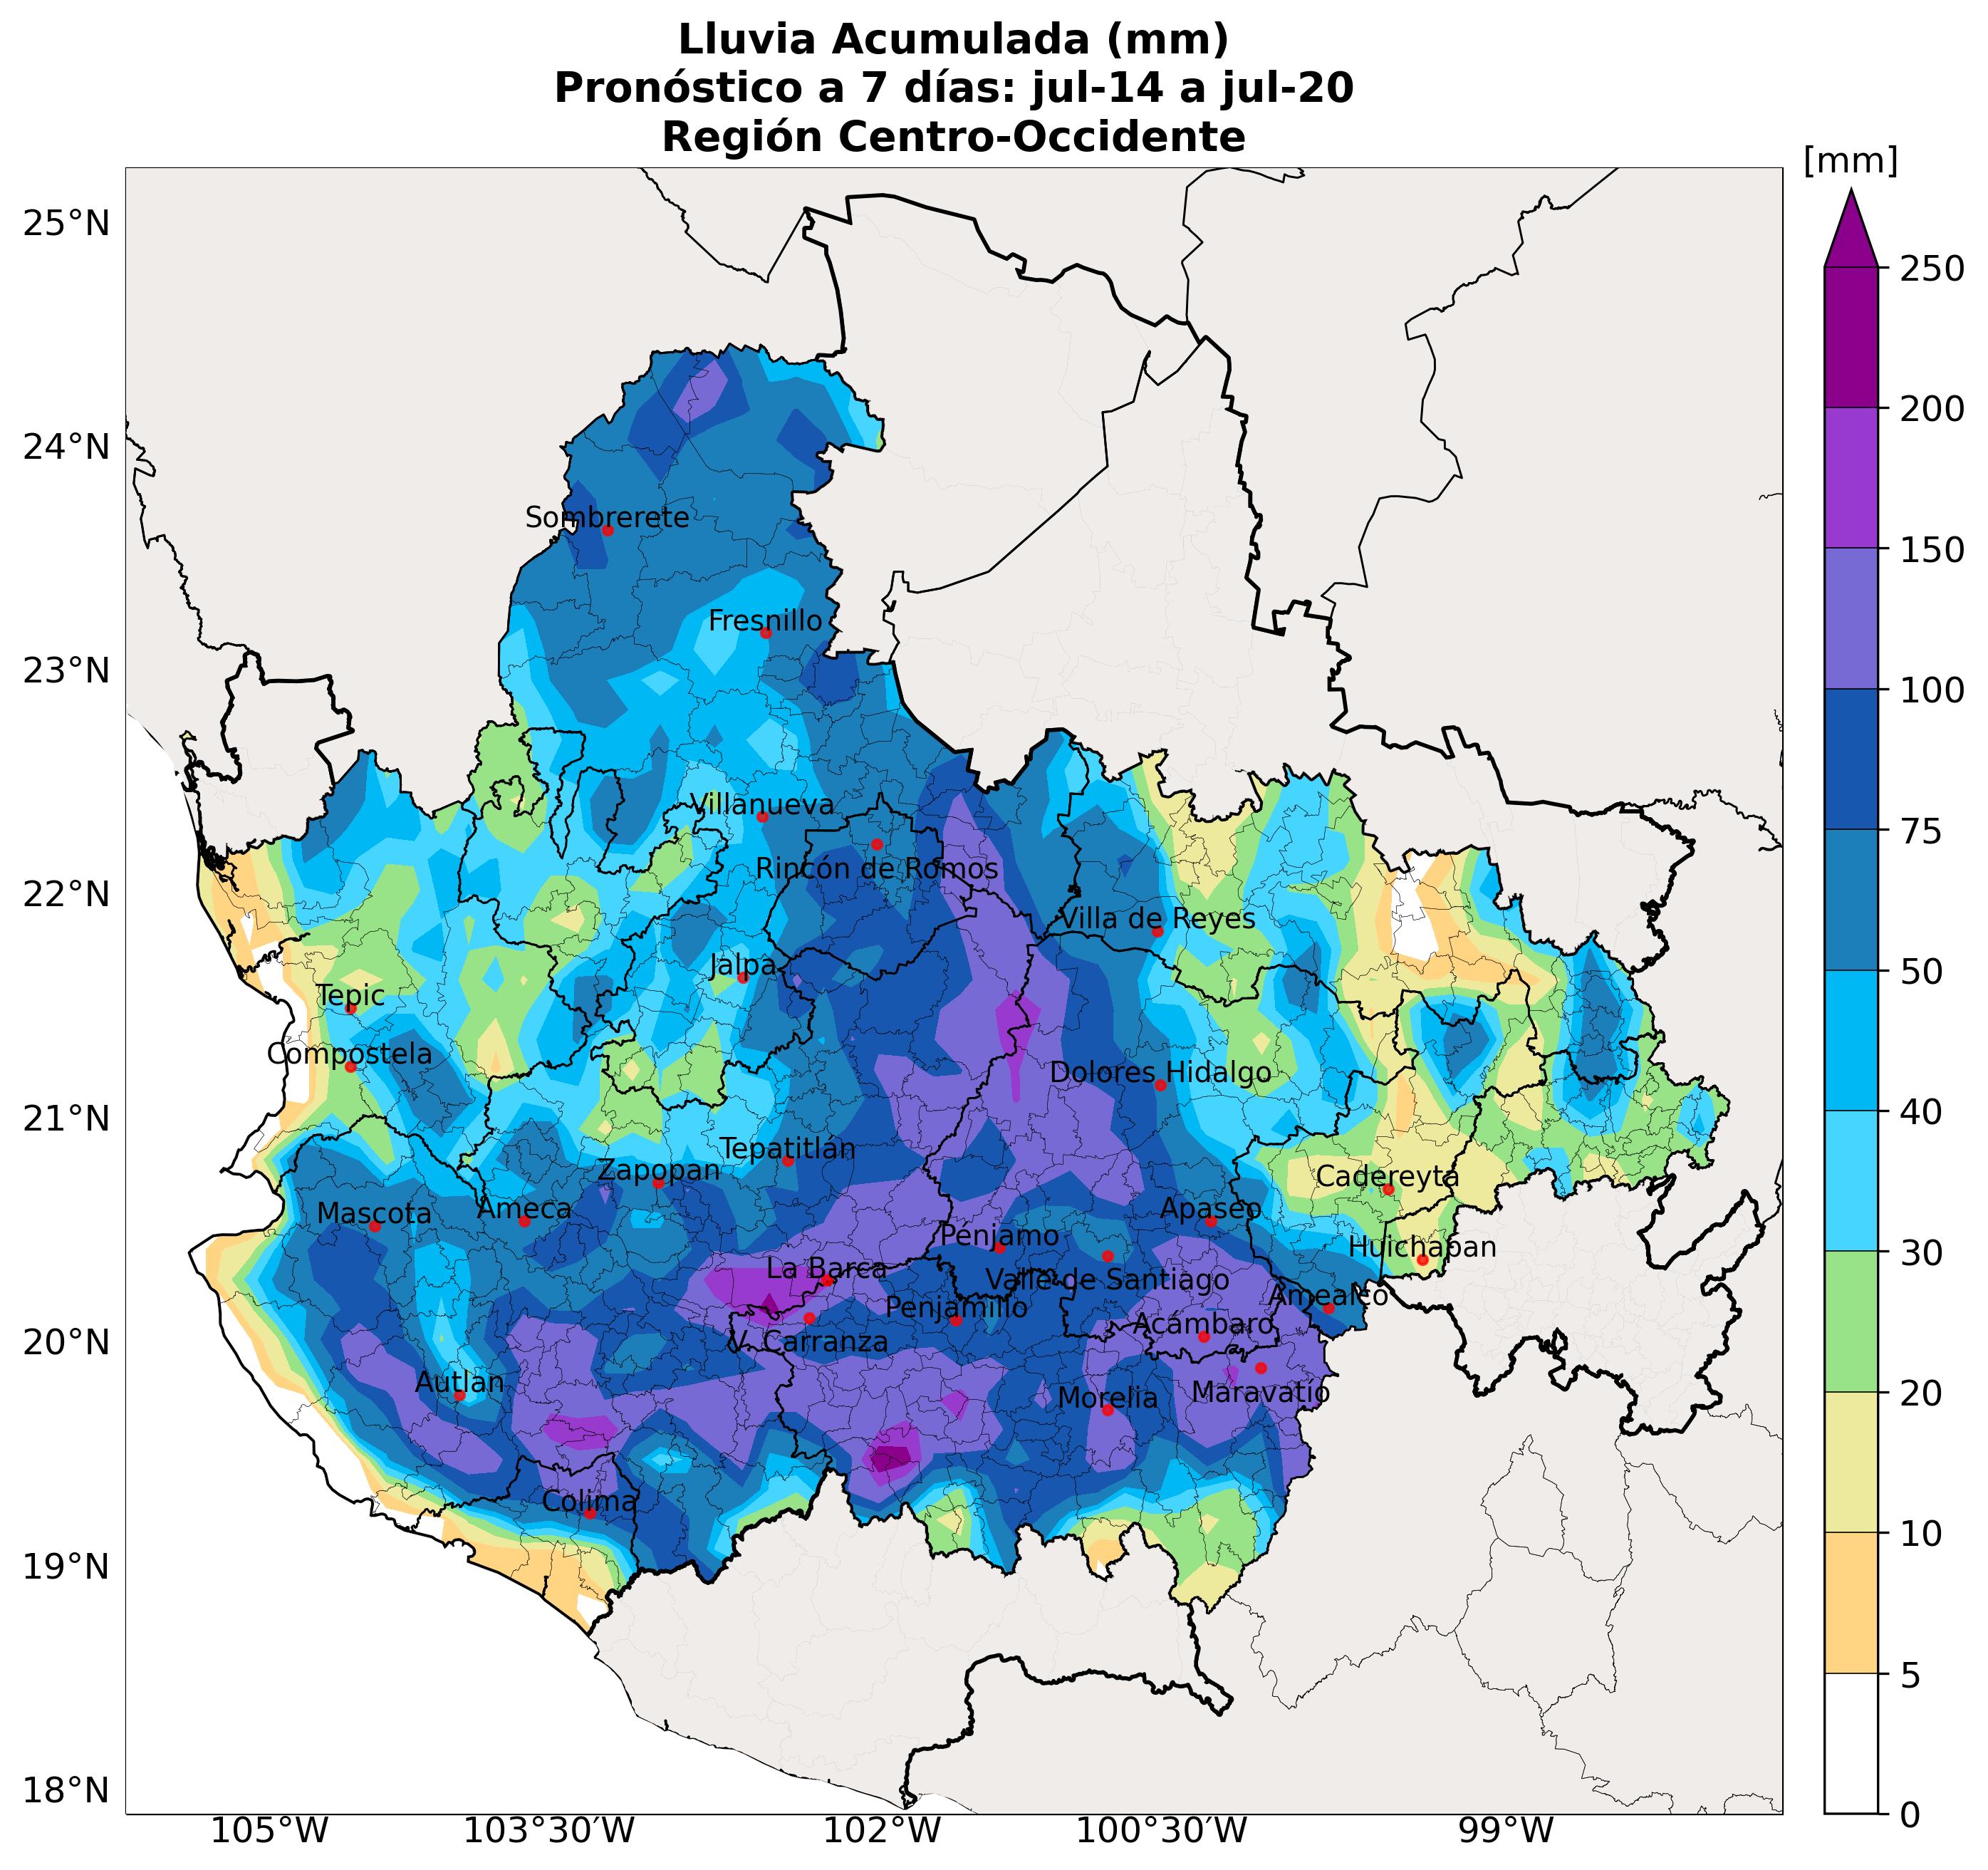 Lluvia Acumulada (mm)
Pronóstico a 7 días: jul-14 a jul-20
Región Centro-Occidente
[mm]
25°N
24°N
23°N
22°N
21°N
20°N
19°N
18°N
105°W
103°30'W
102°W
100°30'W
99°W
250
200
150
100
75
50
40
30
20
10
5
0
Sombrerete
Fresnillo
Villanueva
Rincón de Romos
Villa de Reyes
Jalpa
Tepic
Compostela
Dolores Hidalgo
Tepatitlán
Zapopan
Cadereyta
Mascota
Ameca
Apaseo
Penjamo
Huichapan
La Barca
Valle de Santiago
Amealco
Penjamillo
Acámbaro
V. Carranza
Autlan
Morelia
Maravatío
Colima